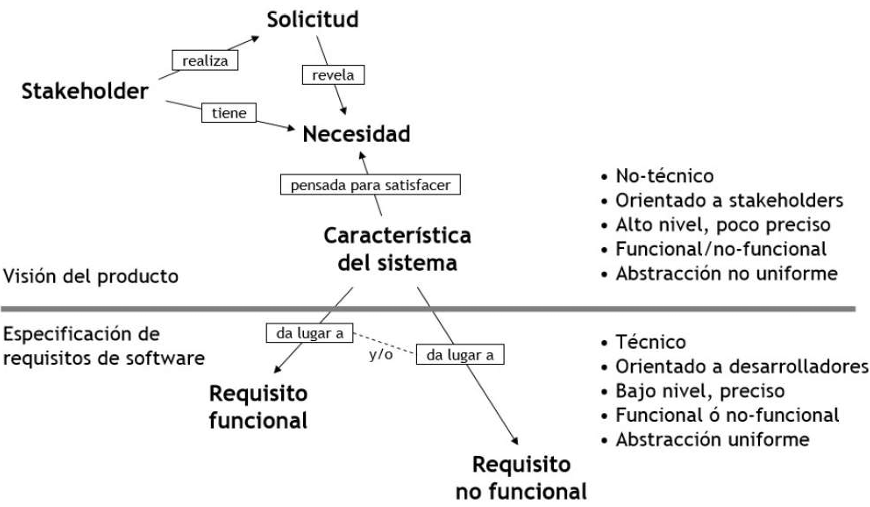 Solicitud
realiza
revela
Stakeholder
tiene
Necesidad
pensada para satisfacer
Característica
del sistema
• No-técnico
• Orientado a stakeholders
• Alto nivel, poco preciso
• Funcional/no-funcional
• Abstracción no uniforme
Visión del producto
Especificación de
requisitos de software
da lugar a
y/o
da lugar a
Requisito
funcional
Requisito
no funcional
• Técnico
• Orientado a desarrolladores
• Bajo nivel, preciso
• Funcional ó no-funcional
• Abstracción uniforme